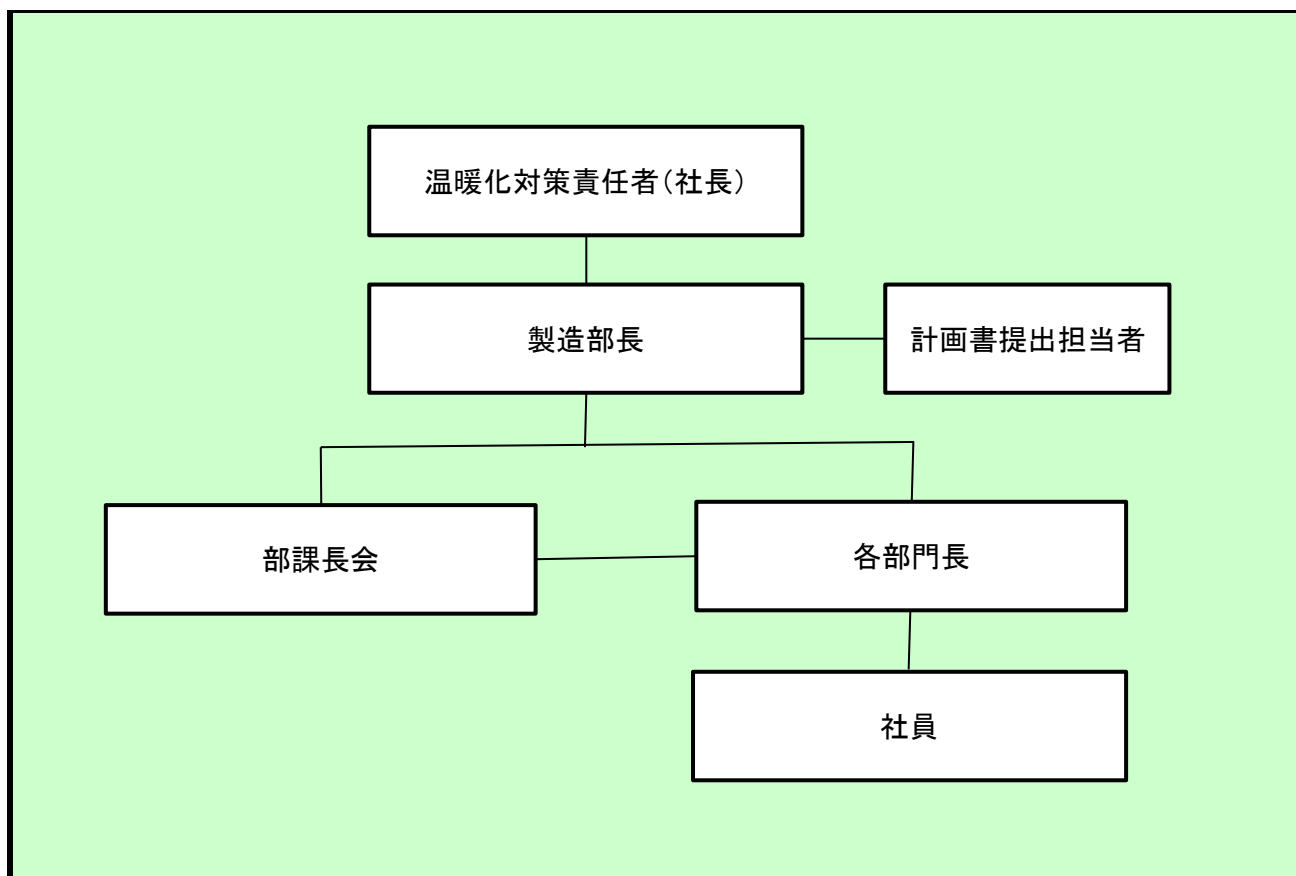 温暖化対策責任者（社長）
製造部長
計画書提出担当者
部課長会
各部門長
社員